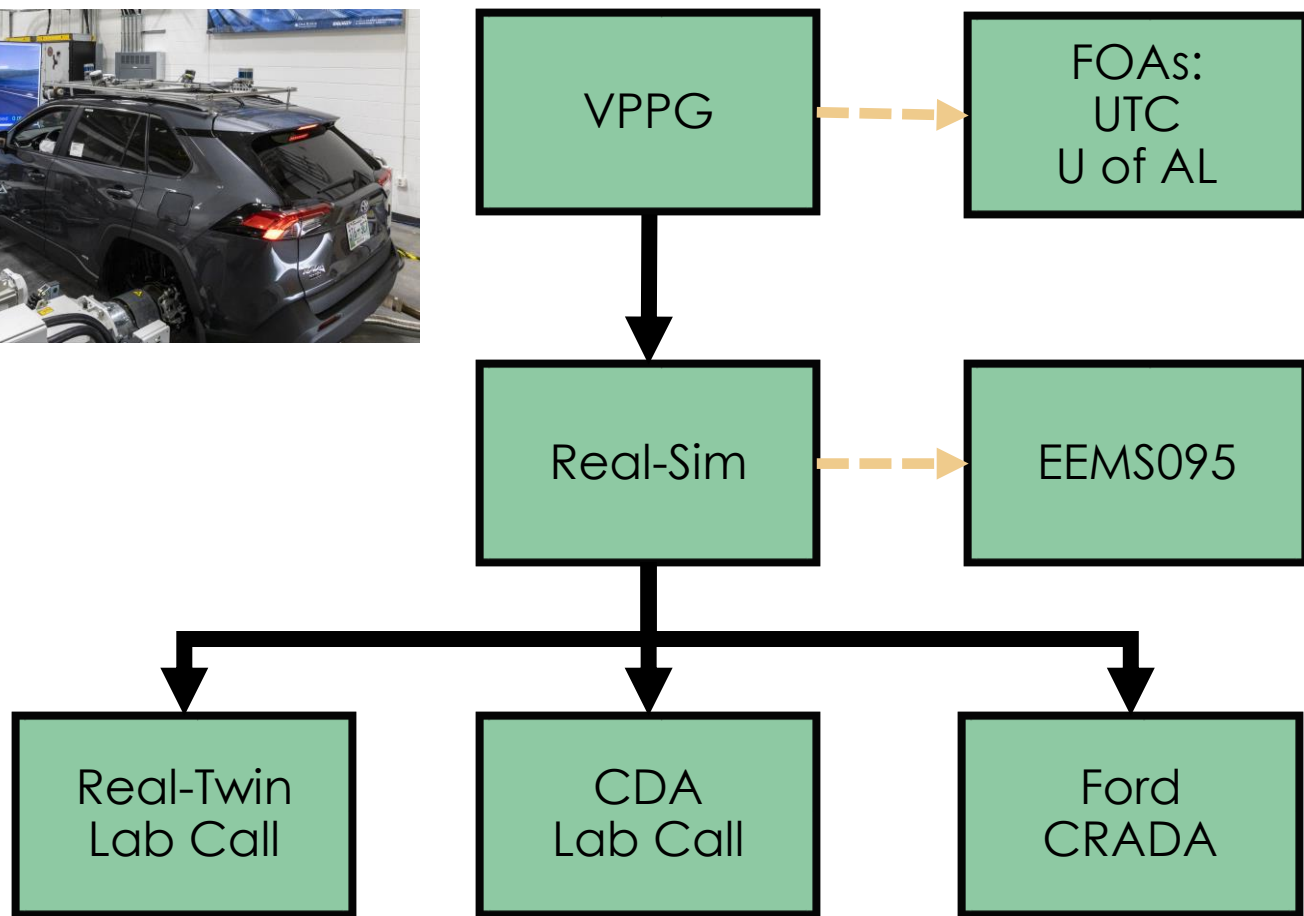 VPPG
FOAs:
UTC
U of AL
Real-Sim
EEMS095
Real-Twin
Lab Call
CDA
Lab Call
Ford
CRADA